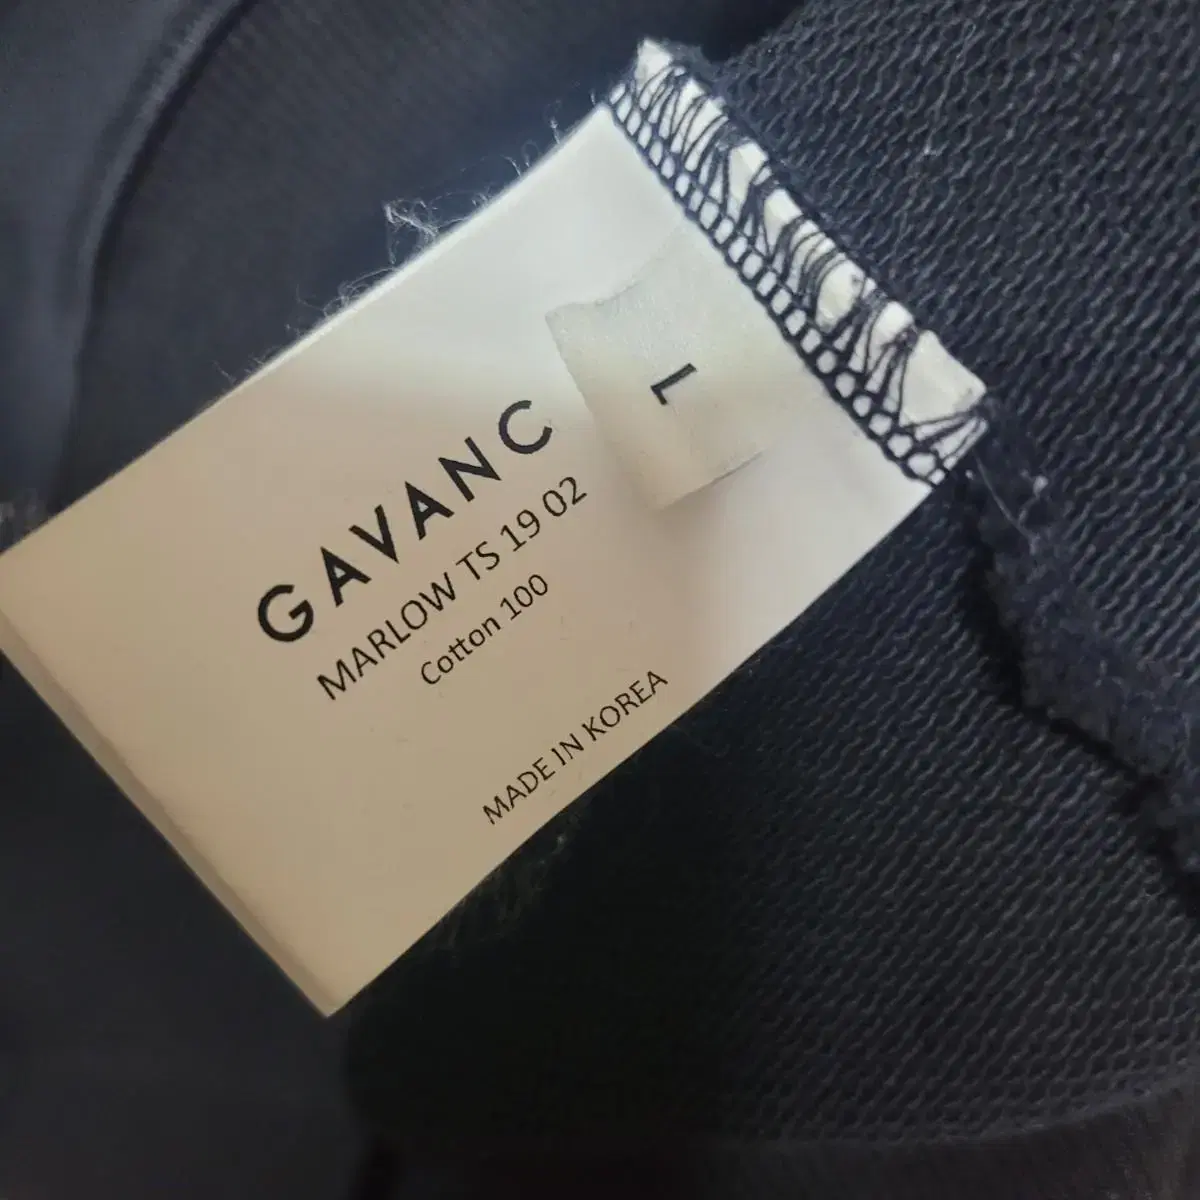 L
GAVANC
MARLOW TS 19 02
Cotton 100
MADE IN KOREA